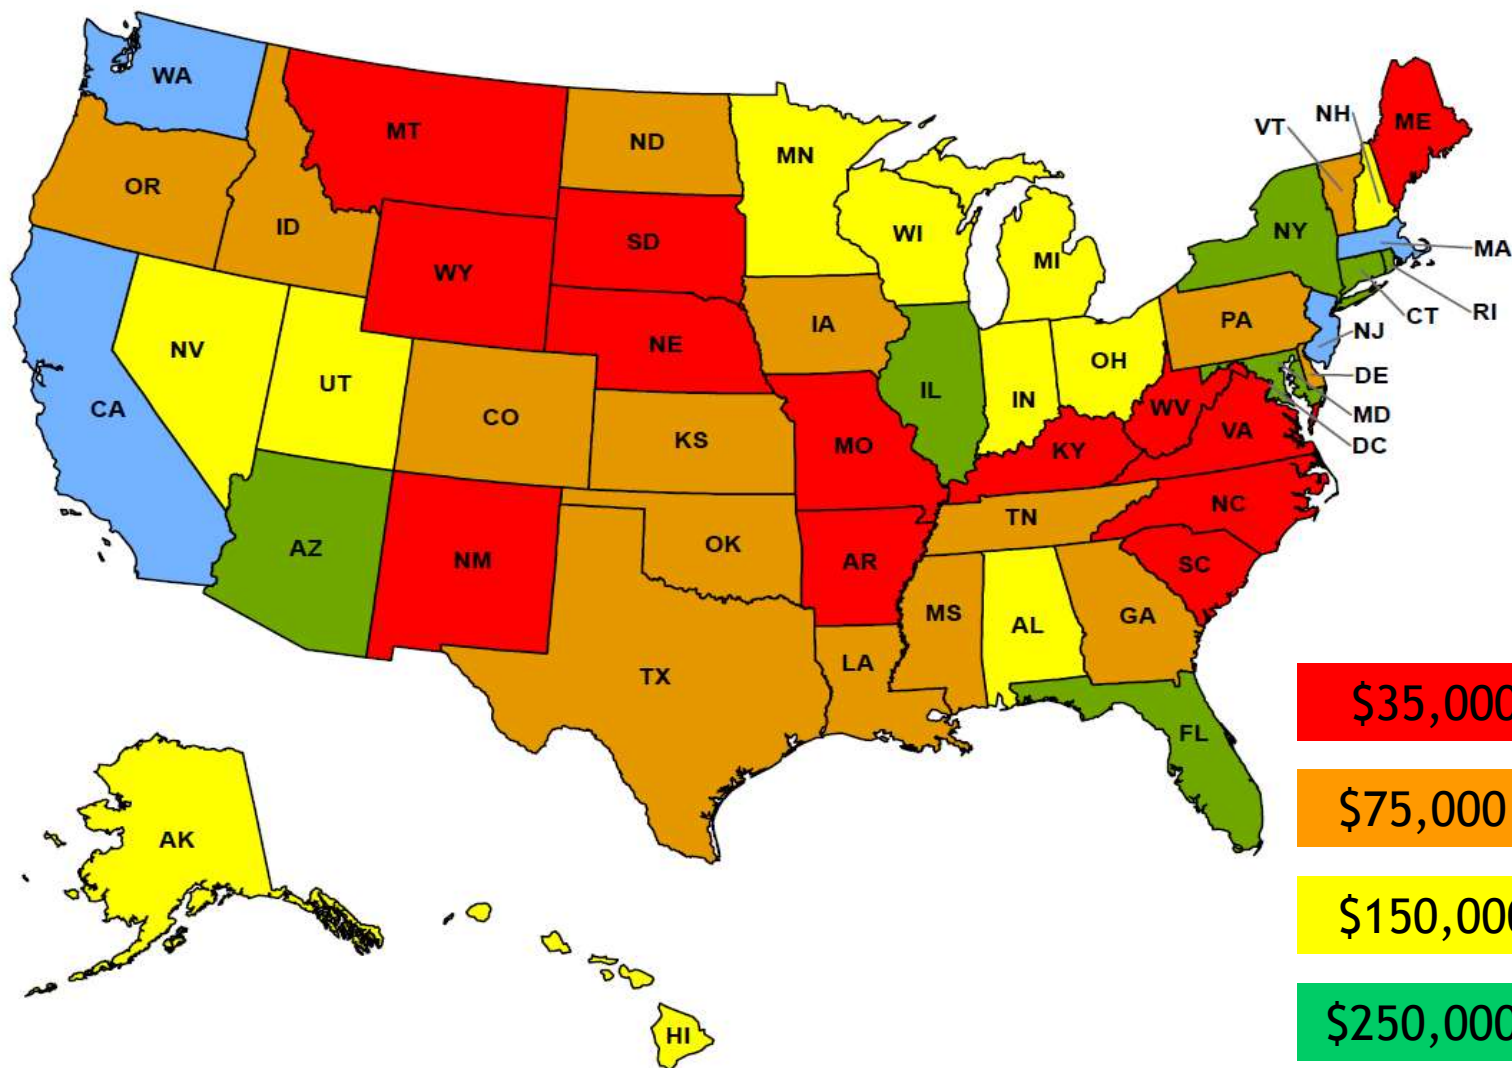 WA
MT
ND
MN
VT
NH
ME
OR
ID
SD
WI
MI
NY
MA
WY
IA
PA
CT
RI
NJ
NV
UT
NE
IL
IN
OH
DE
MD
DC
CA
CO
KS
MO
KY
WV
VA
AZ
NM
OK
AR
TN
NC
SC
TX
LA
MS
AL
GA
FL
AK
HI
$35,000
$75,000
$150,000
$250,000